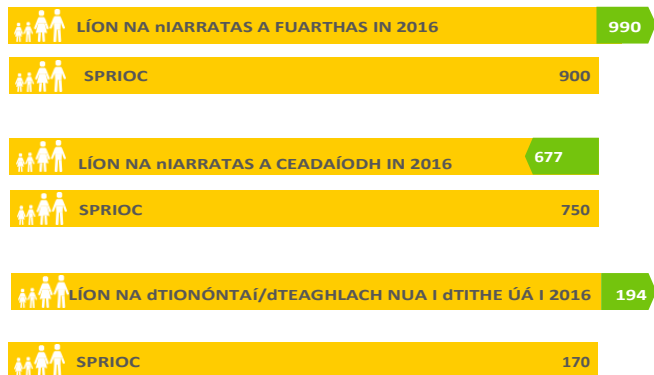 LÍON NA nIARRATAS A FUARTHAS IN 2016 990
SPRIOC 900
LÍON NA nIARRATAS A CEADAÍODH IN 2016 677
SPRIOC 750
LÍON NA dTIONÓNTAí/dTEAGHLACH NUA I dTITHE ÚÁ I 2016 194
SPRIOC 170